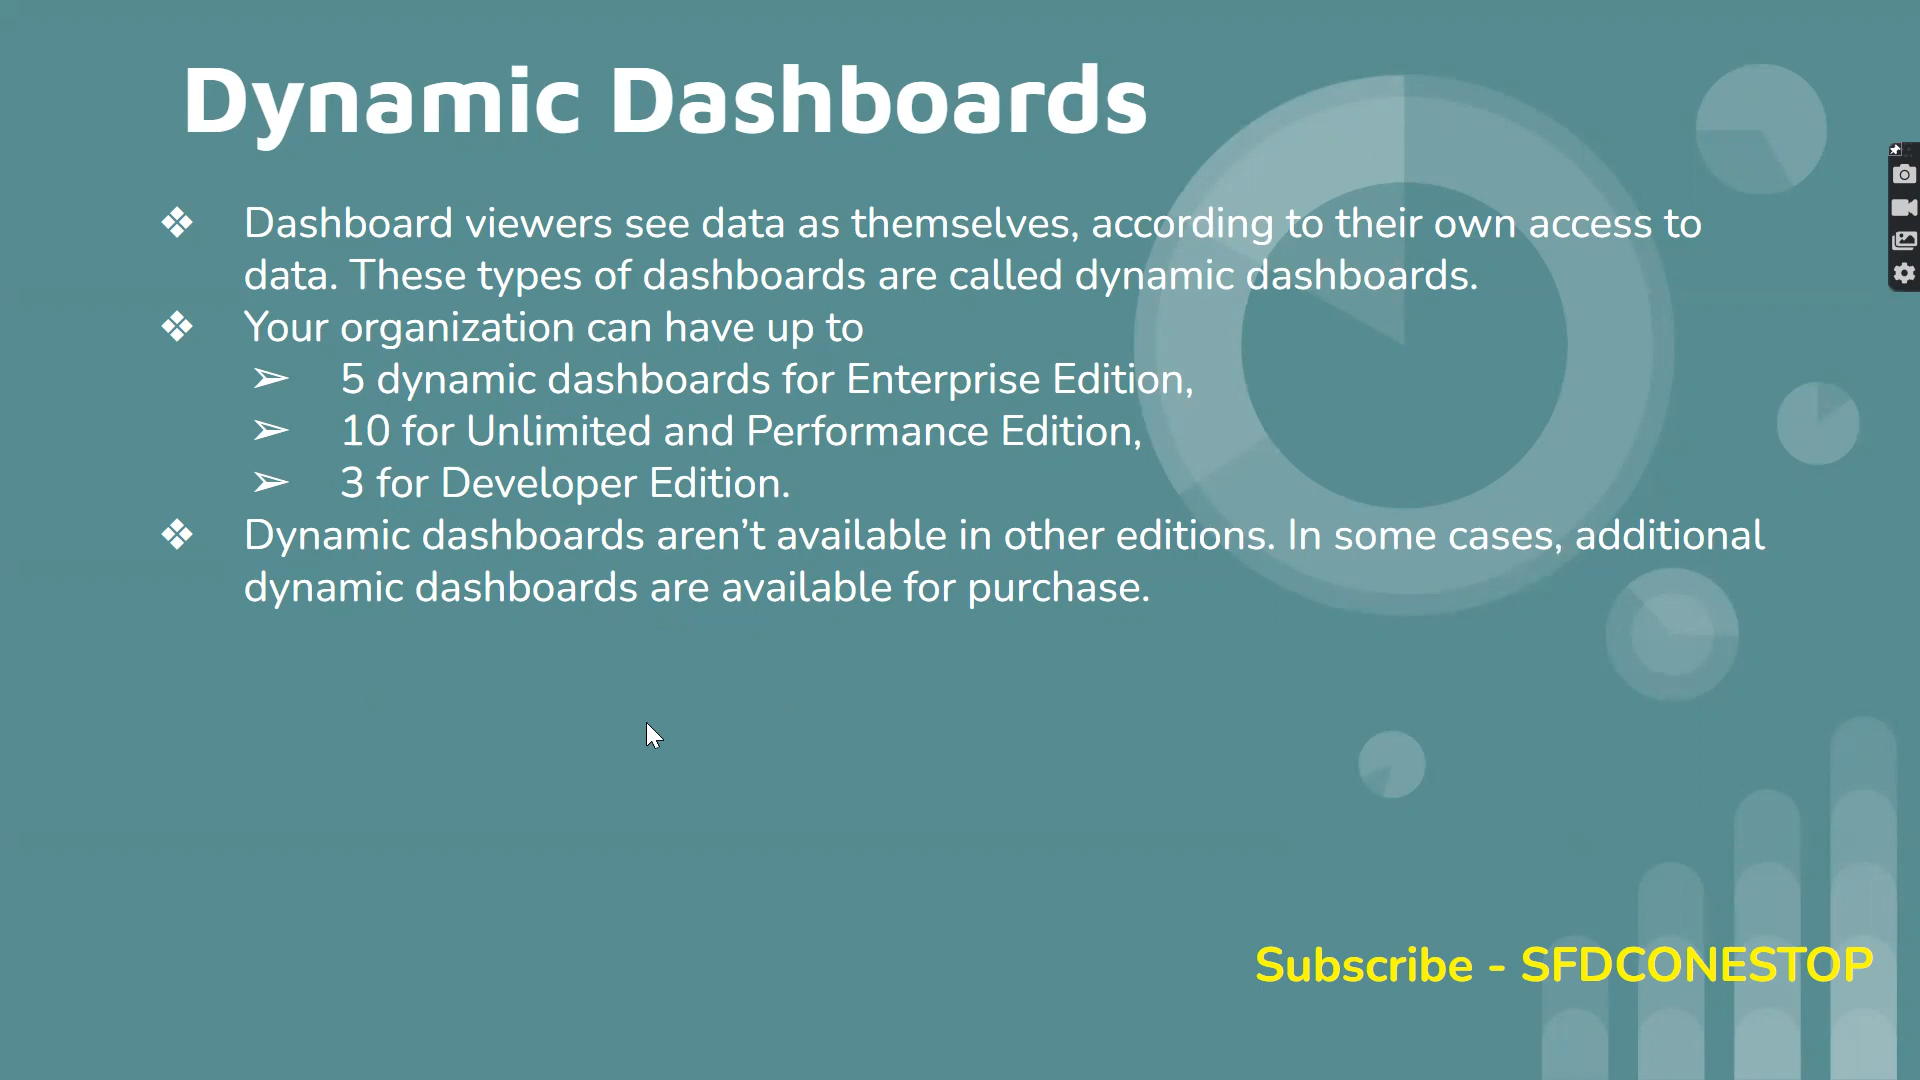 Dynamic Dashboards
❖ Dashboard viewers see data as themselves, according to their own access to
data. These types of dashboards are called dynamic dashboards.
❖ Your organization can have up to
➢ 5 dynamic dashboards for Enterprise Edition,
➢ 10 for Unlimited and Performance Edition,
➢ 3 for Developer Edition.
❖ Dynamic dashboards aren’t available in other editions. In some cases, additional
dynamic dashboards are available for purchase.
Subscribe - SFDCONESTOP